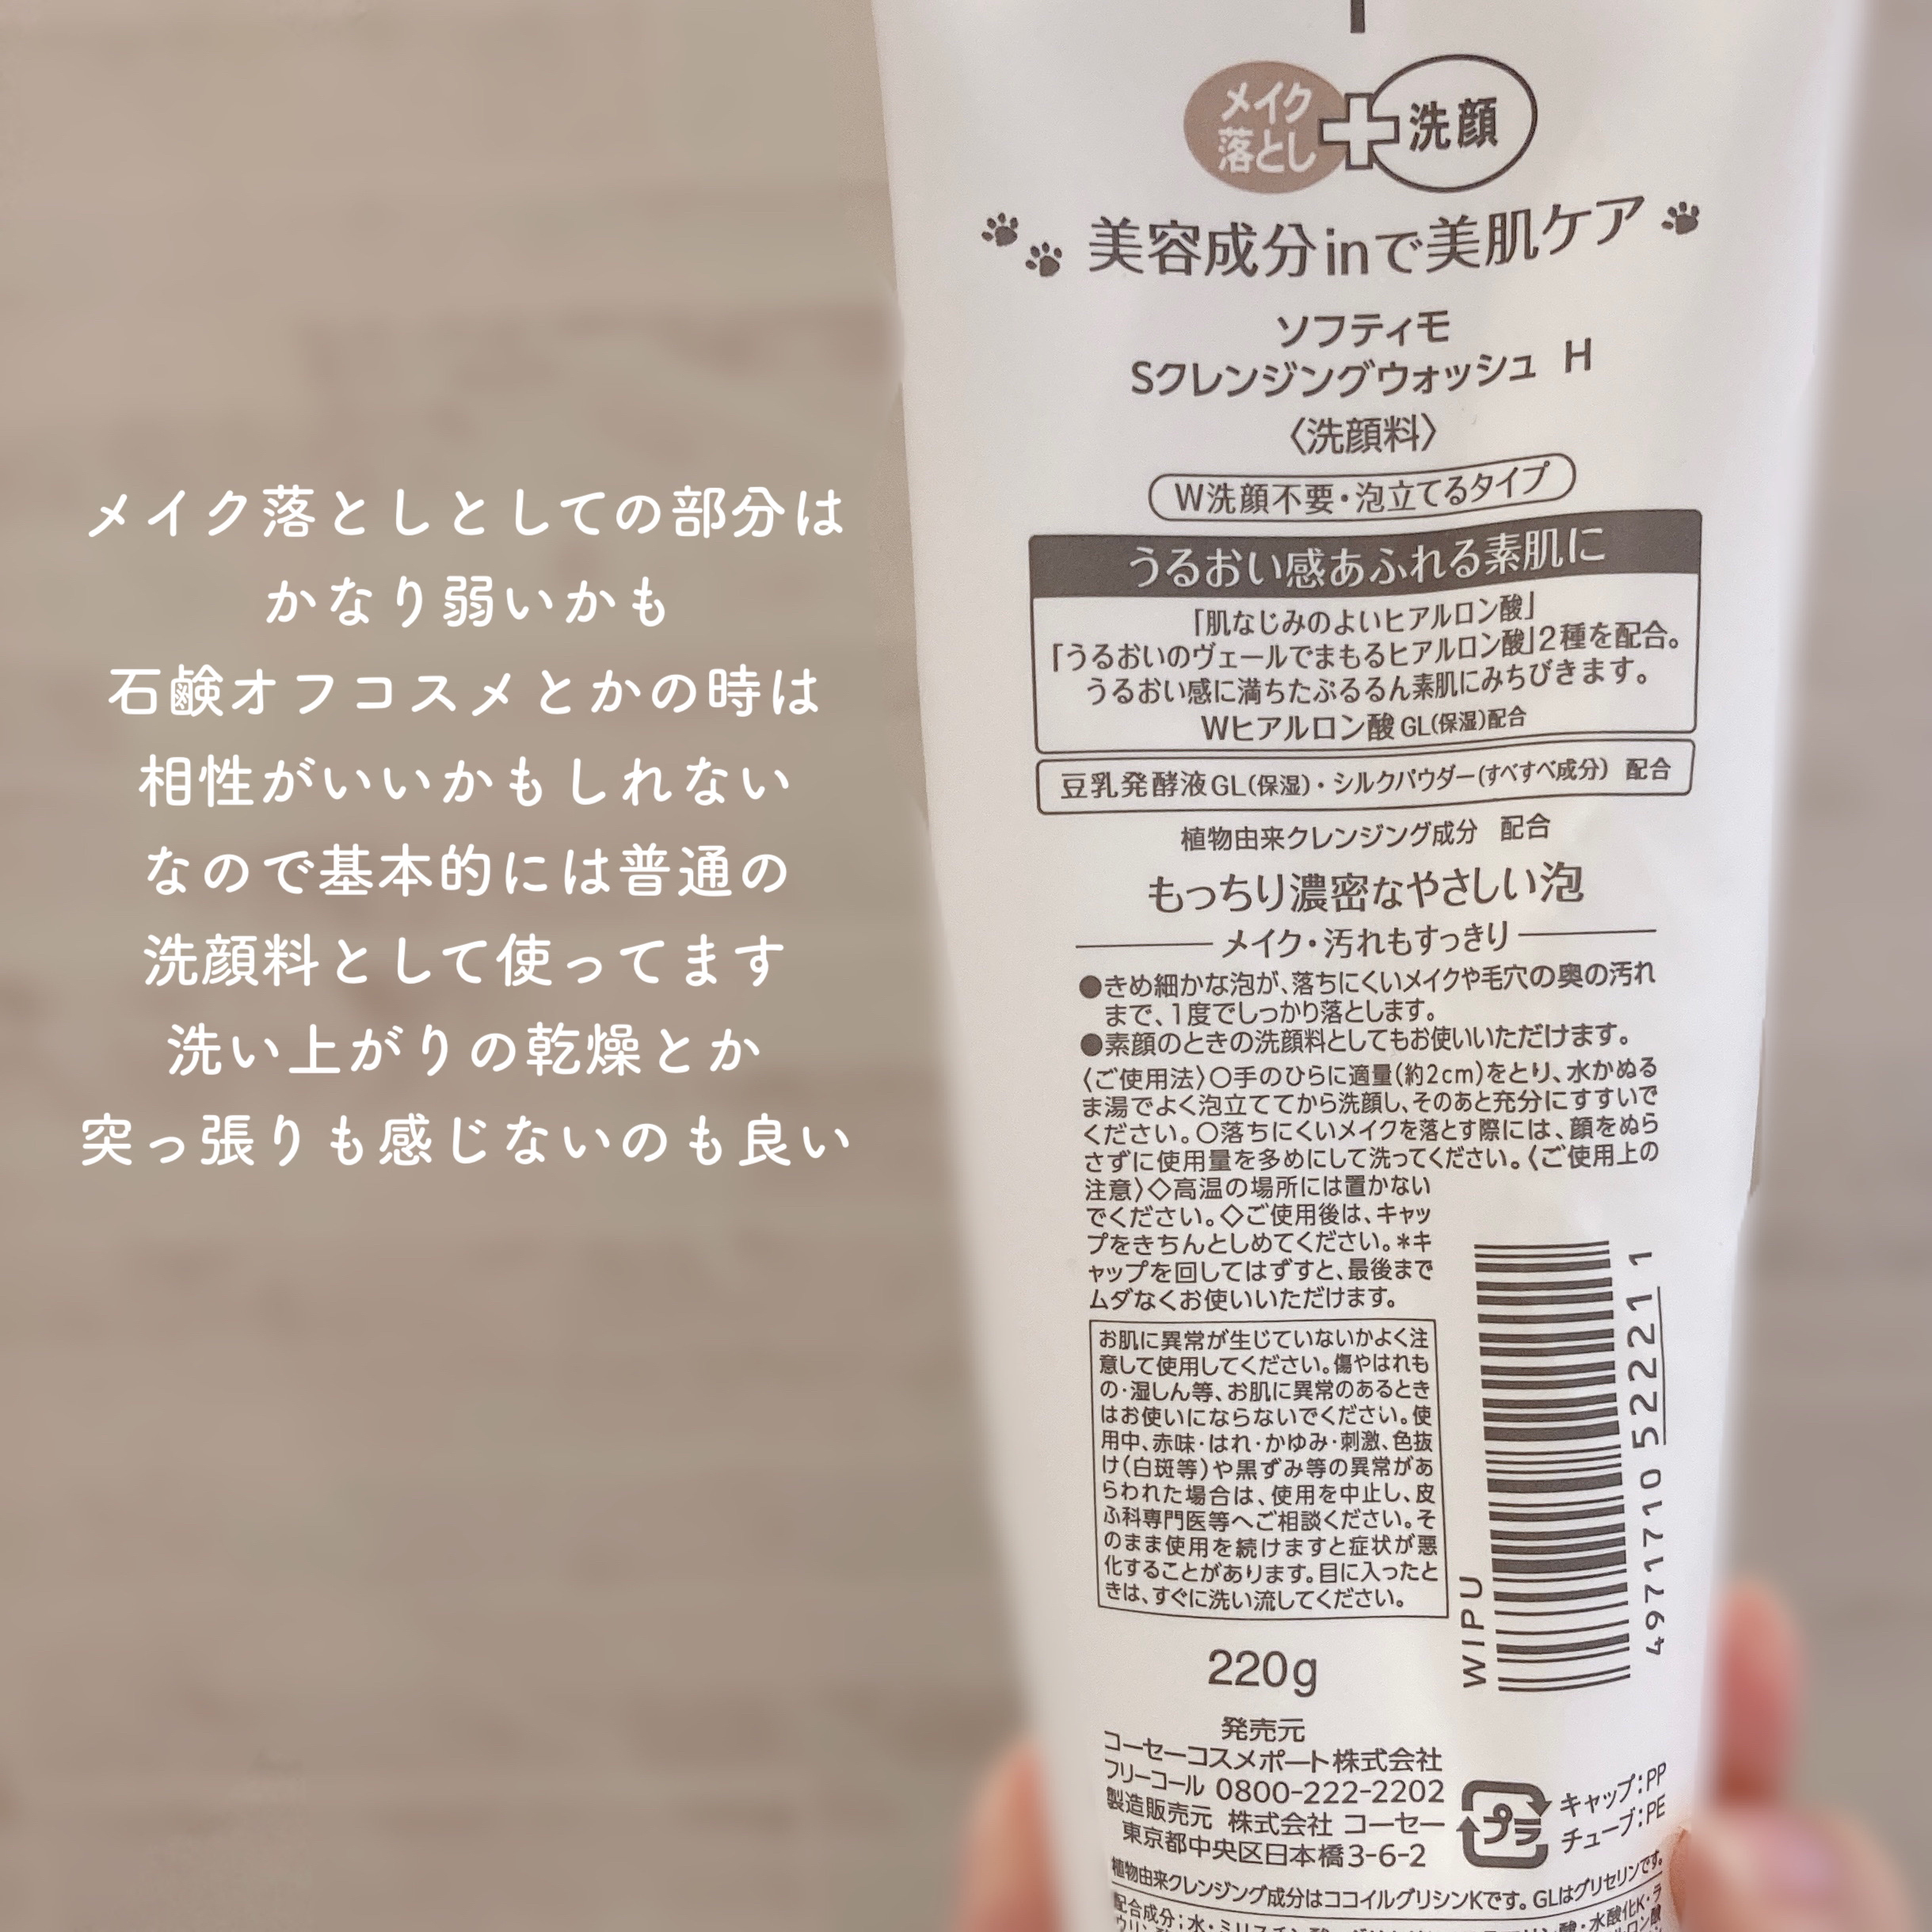 メイク落としとしての部分は
かなり弱いかも
石鹸オフコスメとかの時は
相性がいいかもしれない
なので基本的には普通の
洗顔料として使ってます
洗い上がりの乾燥とか
突っ張りも感じないのも良い
メイク
落とし
洗顔
美容成分inで美肌ケア
ソフティモ
Sクレンジングウォッシュ H
〈洗顔料〉
W洗顔不要・泡立てるタイプ
うるおい感あふれる素肌に
「肌なじみのよいヒアルロン酸」
「うるおいのヴェールでまもるヒアルロン酸」2種を配合。
うるおい感に満ちたぷるるん素肌にみちびきます。
Wヒアルロン酸GL(保湿)配合
豆乳発酵液GL(保湿)・シルクパウダー(すべすべ成分) 配合
植物由来クレンジング成分 配合
もっちり濃密なやさしい泡
メイク・汚れもすっきり
●きめ細かな泡が、落ちにくいメイクや毛穴の奥の汚れ
まで、1度でしっかり落とします。
●素顔のときの洗顔料としてもお使いいただけます。
〈ご使用法〉○手のひらに適量(約2cm)をとり、水かぬる
ま湯でよく泡立ててから洗顔し、そのあと充分にすすいで
ください。○落ちにくいメイクを落とす際には、顔をぬら
さずに使用量を多めにして洗ってください。〈ご使用上の
注意〉◇高温の場所には置かない
でください。◇ご使用後は、キャッ
プをきちんとしめてください。*キ
ャップを回してはずすと、最後まで
ムダなくお使いいただけます。
お肌に異常が生じていないかよく注
意して使用してください。傷やはれも
の・湿しん等、お肌に異常のあるとき
はお使いにならないでください。使
用中、赤味・はれ・かゆみ・刺激、色抜
け(白斑等)や黒ずみ等の異常があ
らわれた場合は、使用を中止し、皮
ふ科専門医等へご相談ください。そ
のまま使用を続けますと症状が悪
化することがあります。目に入ったと
きは、すぐに洗い流してください。
WIPU
4971710 522211
220g
発売元
コーセーコスメポート株式会社
フリーコール 0800-222-2202
製造販売元 株式会社 コーセー
東京都中央区日本橋3-6-2
プラ
キャップ:PP
チューブ:PE
植物由来クレンジング成分はココイルグリシンKです。GLはグリセリンです。
配合成分:水・ミリスチン酸・
酸・水酸化K・ラ